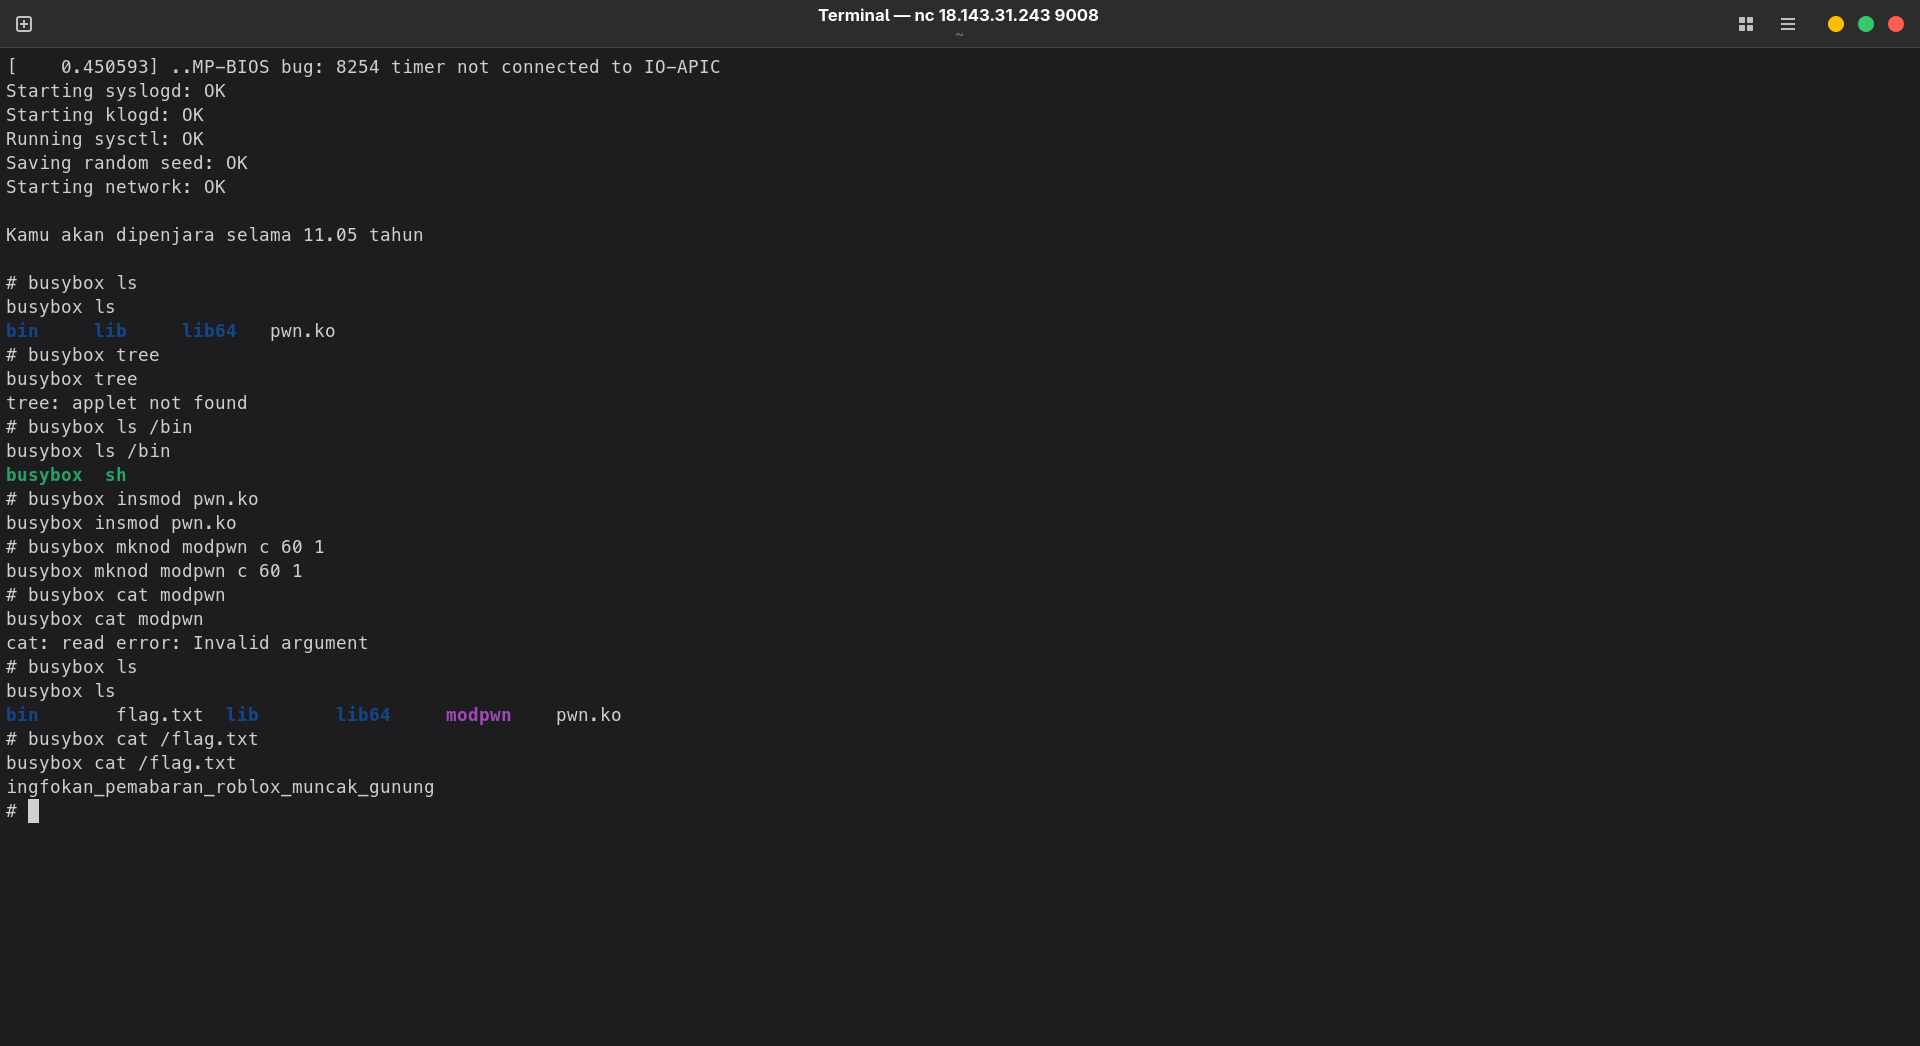 Terminal — nc 18.143.31.243 9008
~
[    0.450593] ..MP-BIOS bug: 8254 timer not connected to IO-APIC
Starting syslogd: OK
Starting klogd: OK
Running sysctl: OK
Saving random seed: OK
Starting network: OK
Kamu akan dipenjara selama 11.05 tahun
# busybox ls
busybox ls
bin     lib     lib64   pwn.ko
# busybox tree
busybox tree
tree: applet not found
# busybox ls /bin
busybox ls /bin
busybox  sh
# busybox insmod pwn.ko
busybox insmod pwn.ko
# busybox mknod modpwn c 60 1
busybox mknod modpwn c 60 1
# busybox cat modpwn
busybox cat modpwn
cat: read error: Invalid argument
# busybox ls
busybox ls
bin       flag.txt  lib       lib64     modpwn    pwn.ko
# busybox cat /flag.txt
busybox cat /flag.txt
ingfokan_pemabaran_roblox_muncak_gunung
#